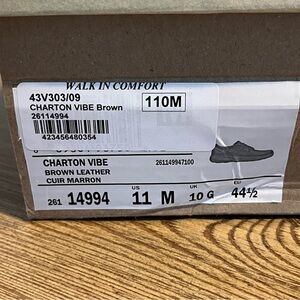 WALK IN COMFORT
43V303/09
CHARTON VIBE Brown
26114994
110M
423456480354
CHARTON VIBE
261149947100
BROWN LEATHER
CUIR MARRON
US UK EU
261 14994 11 M 10 G 44½